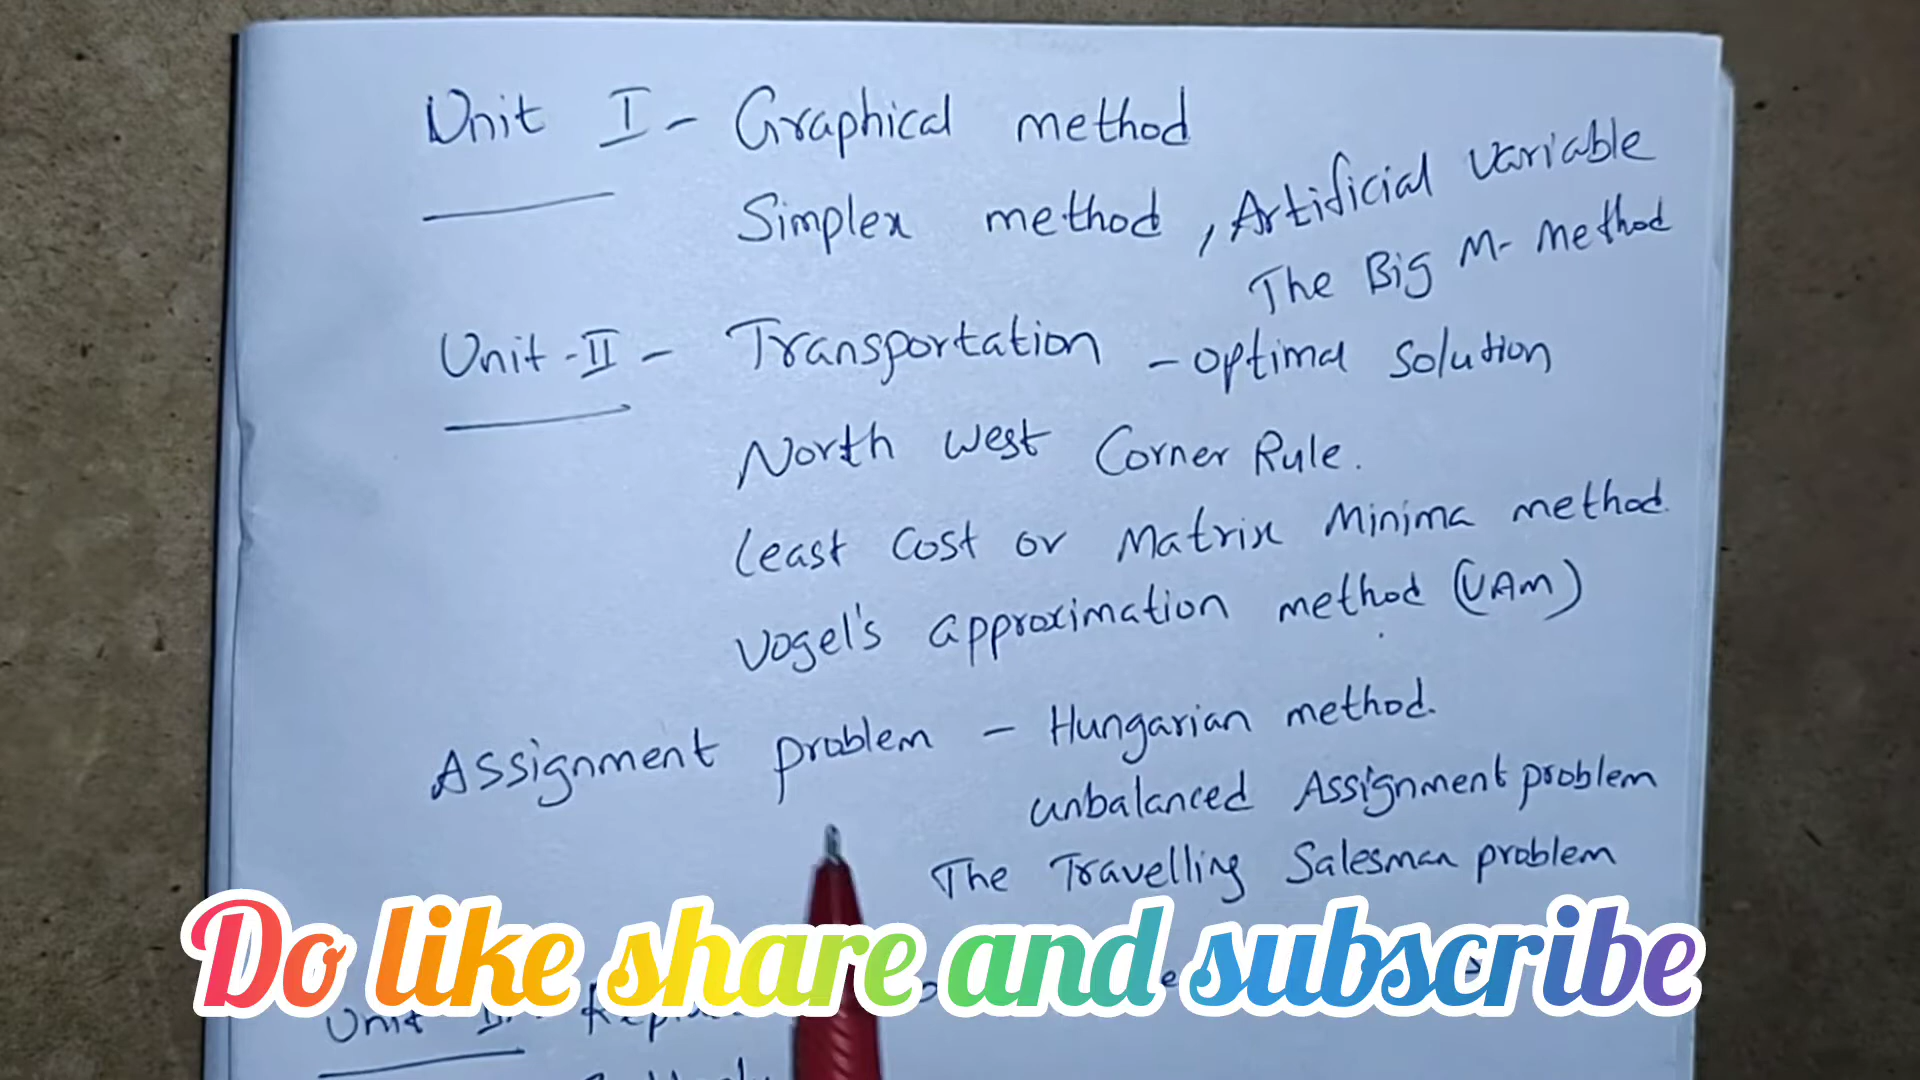 Unit I - Graphical method
Simplex method, Artificial variable
The Big M- Method
Unit -II - Transportation - optimal solution
North west Corner Rule.
Least cost or Matrix Minima method.
Vogel's approximation method (VAM)
Assignment problem - Hungarian method.
unbalanced Assignment problem
The Travelling Salesman problem
Do like share and subscribe
Unit